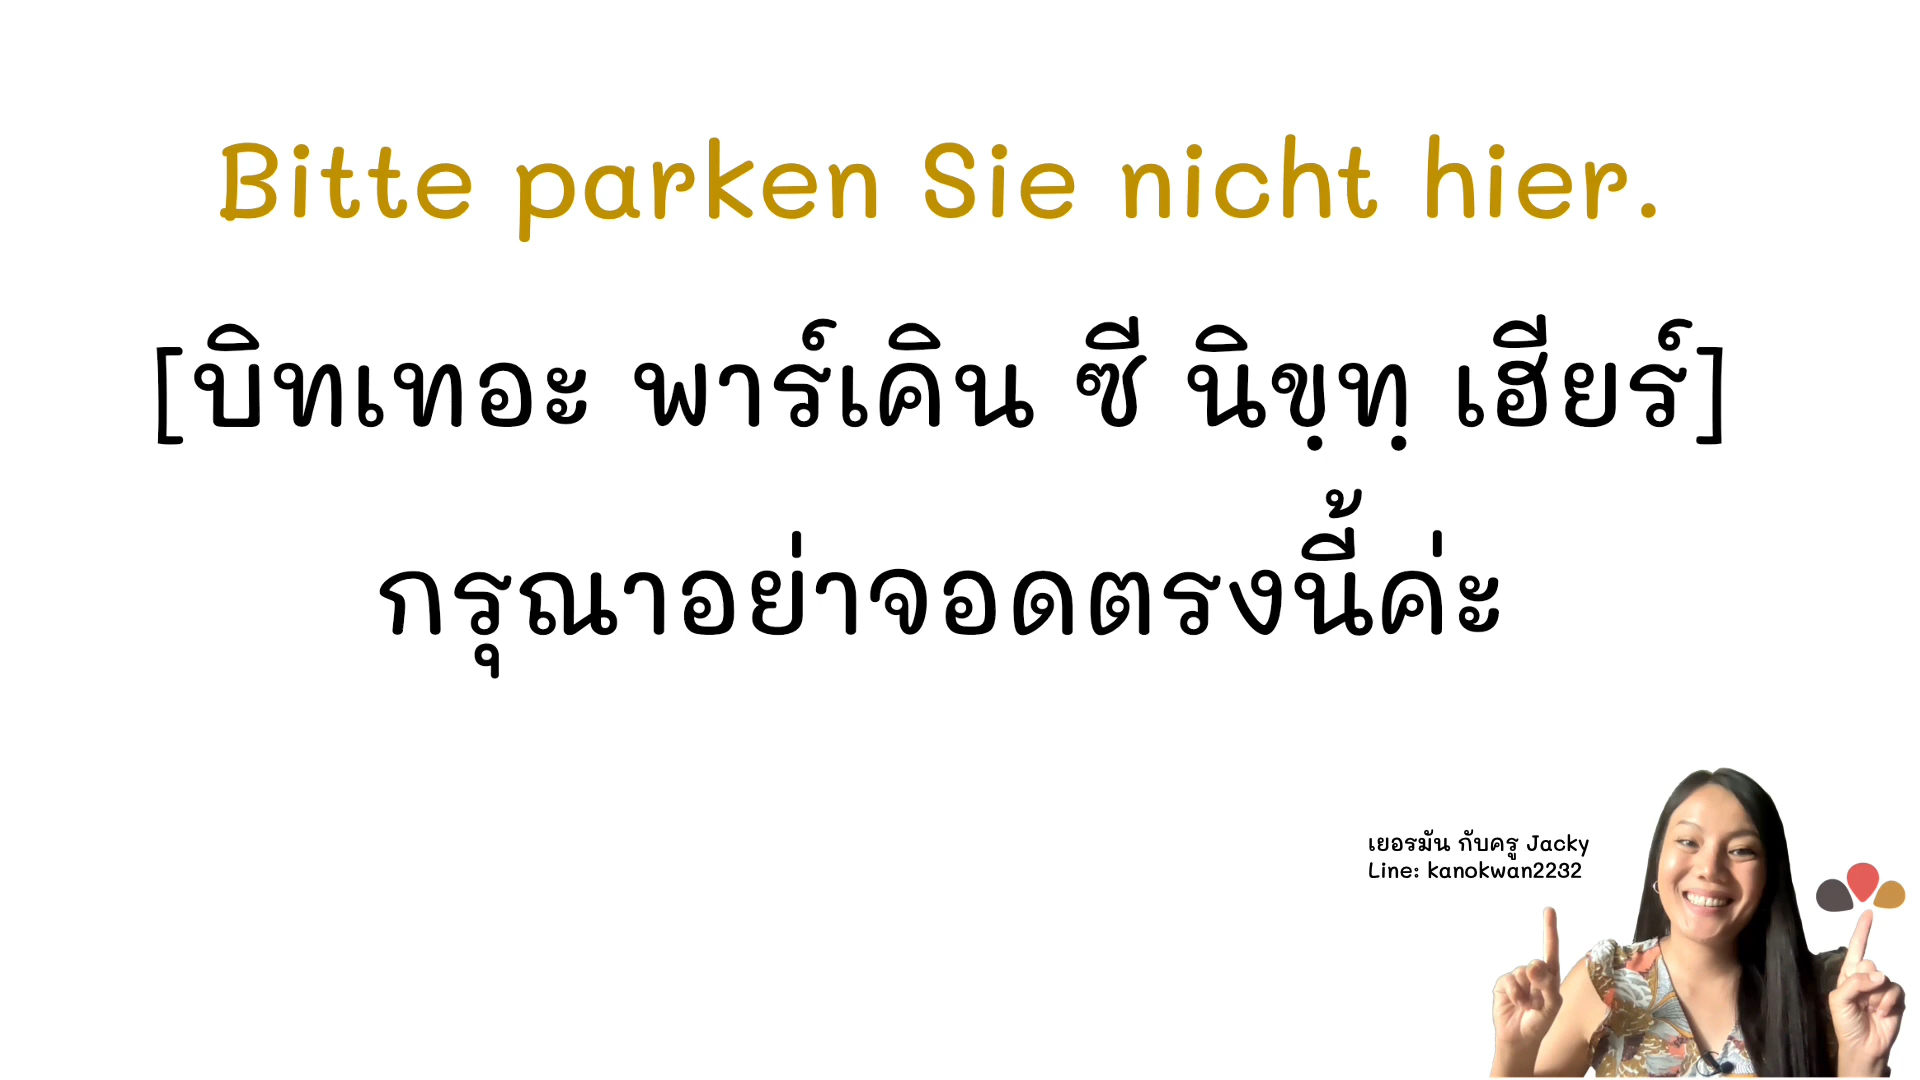 Bitte parken Sie nicht hier.
[บิทเทอะ พาร์เคิน ซี นิขฺทฺ เฮียร์]
กรุณาอย่าจอดตรงนี้ค่ะ
เยอรมัน กับครู Jacky
Line: kanokwan2232